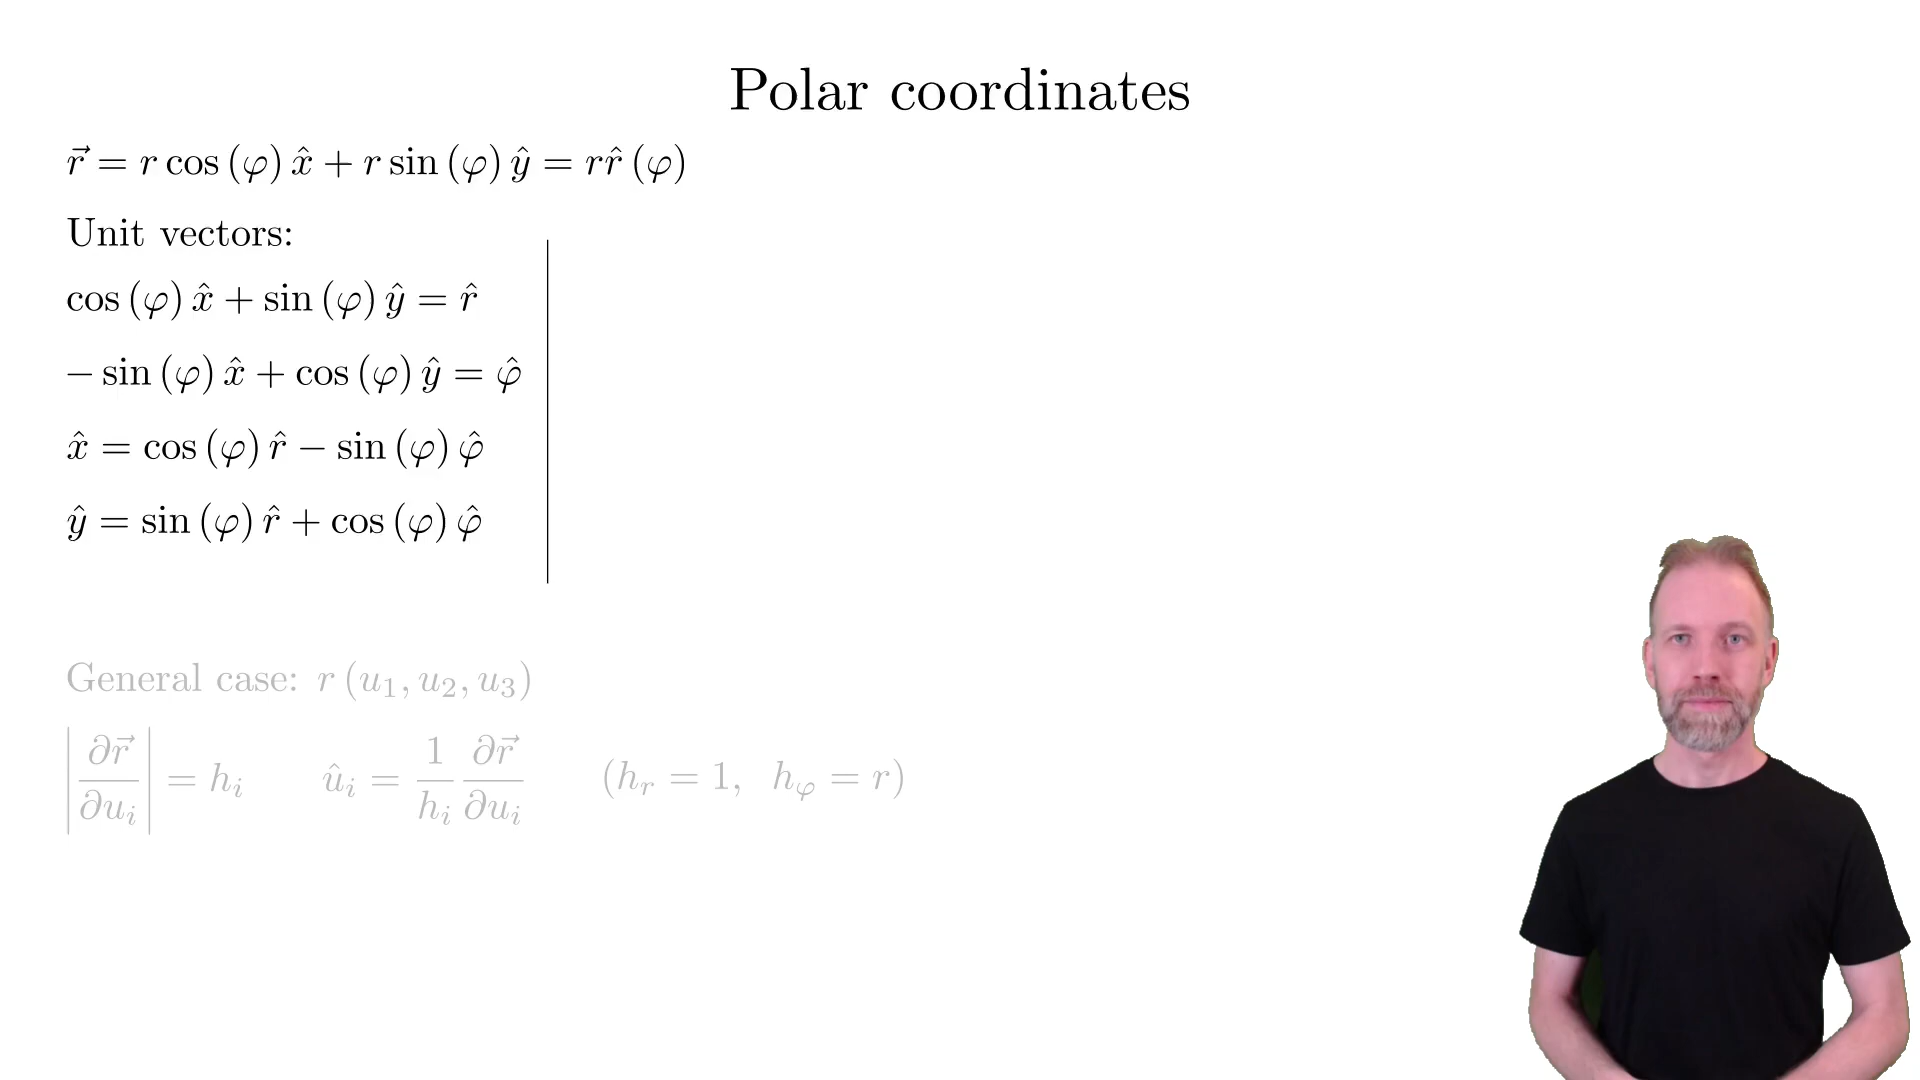 Polar coordinates
r⃗ = r cos (φ) x̂ + r sin (φ) ŷ = r r̂ (φ)
Unit vectors:
cos (φ) x̂ + sin (φ) ŷ = r̂
− sin (φ) x̂ + cos (φ) ŷ = φ̂
x̂ = cos (φ) r̂ − sin (φ) φ̂
ŷ = sin (φ) r̂ + cos (φ) φ̂
General case: r (u₁, u₂, u₃)
|∂r⃗/∂uᵢ| = hᵢ ûᵢ = 1/hᵢ ∂r⃗/∂uᵢ (hᵣ = 1, h_φ = r)